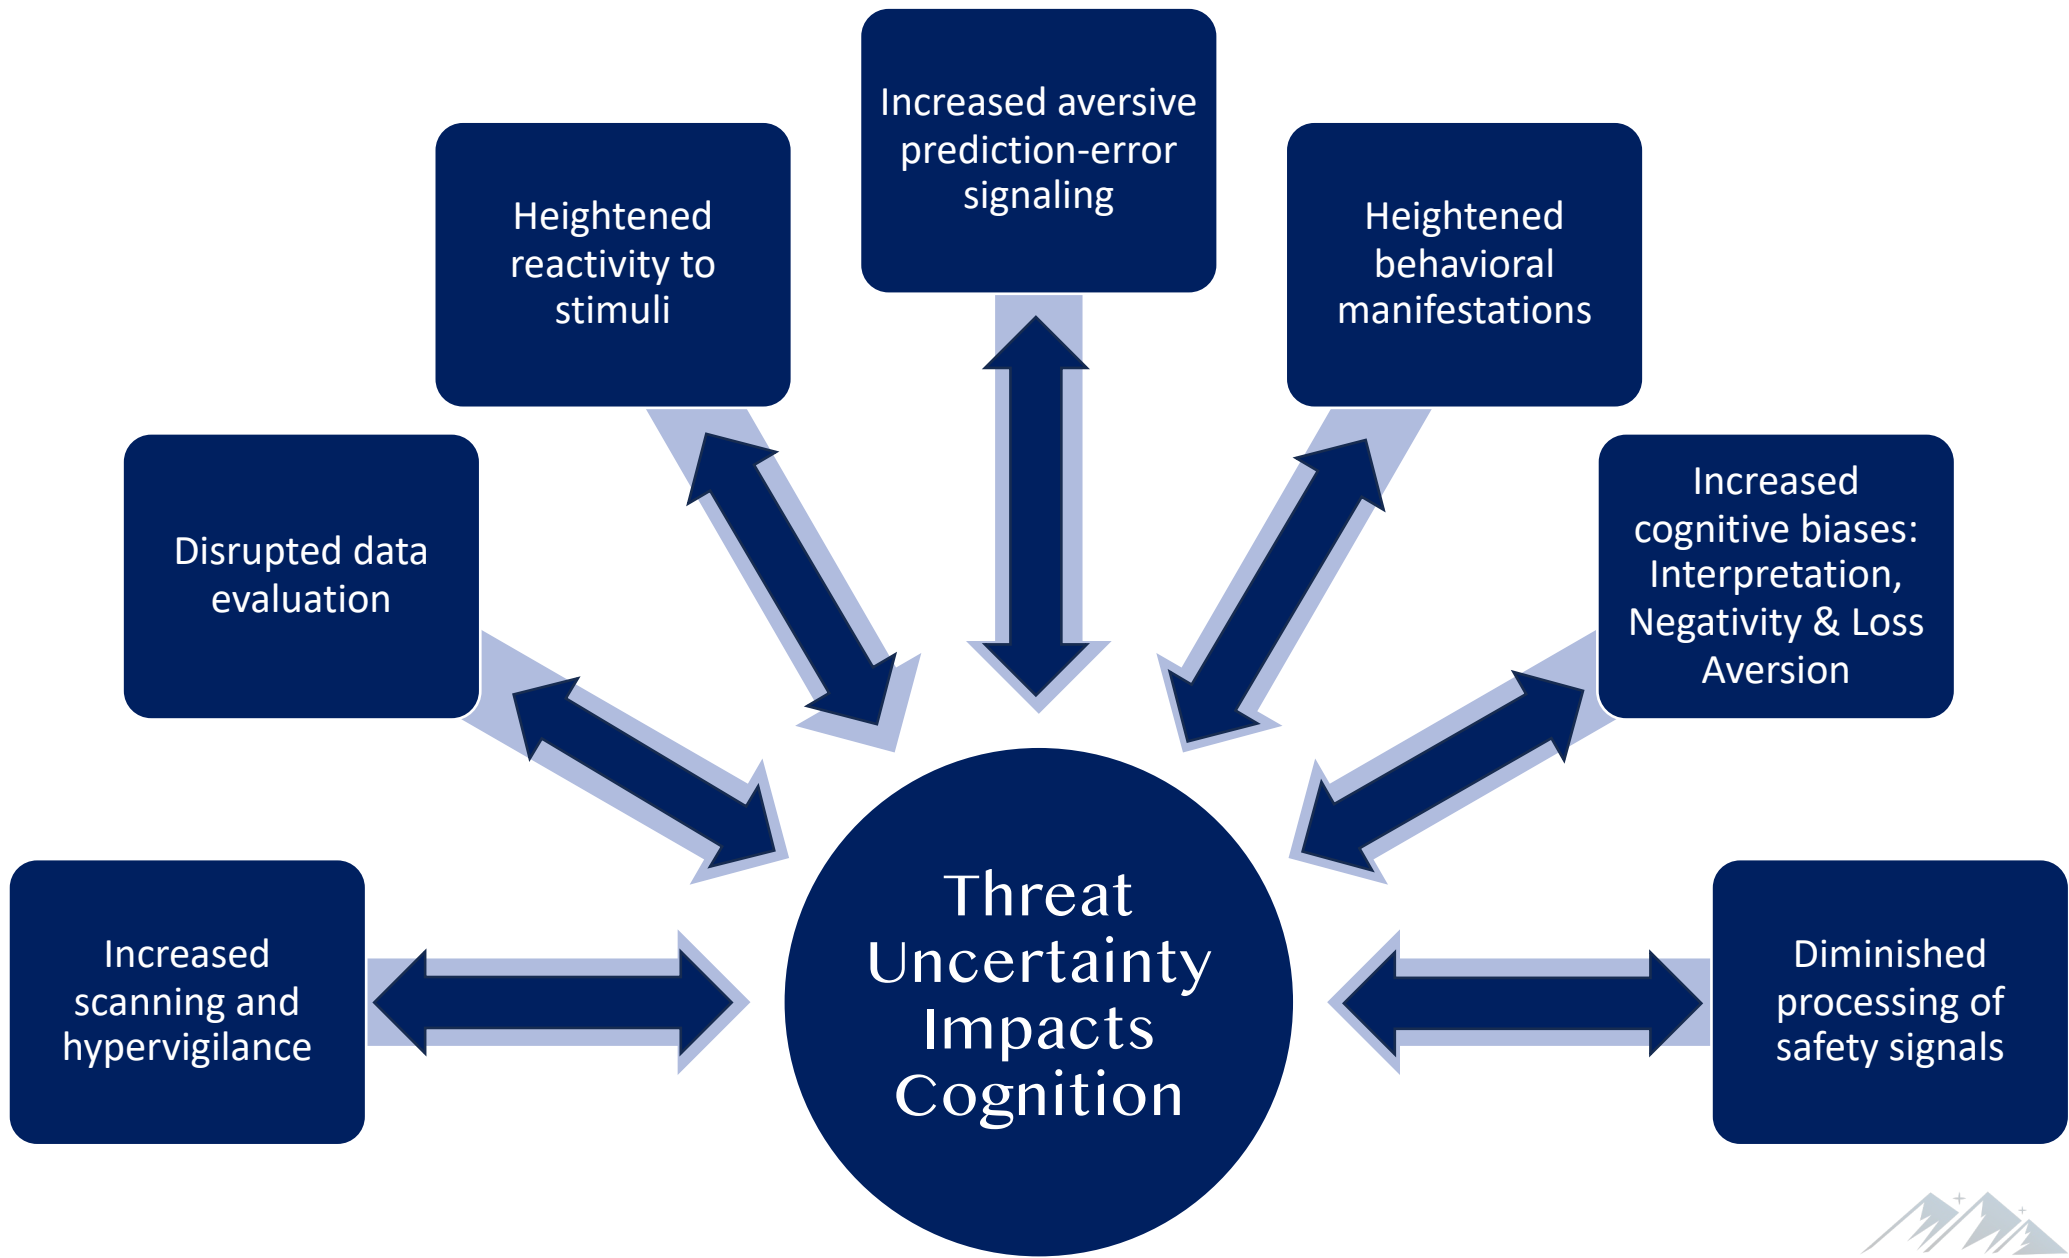 Increased aversive
prediction-error
signaling
Heightened
reactivity to
stimuli
Heightened
behavioral
manifestations
Disrupted data
evaluation
Increased
cognitive biases:
Interpretation,
Negativity & Loss
Aversion
Increased
scanning and
hypervigilance
Threat
Uncertainty
Impacts
Cognition
Diminished
processing of
safety signals